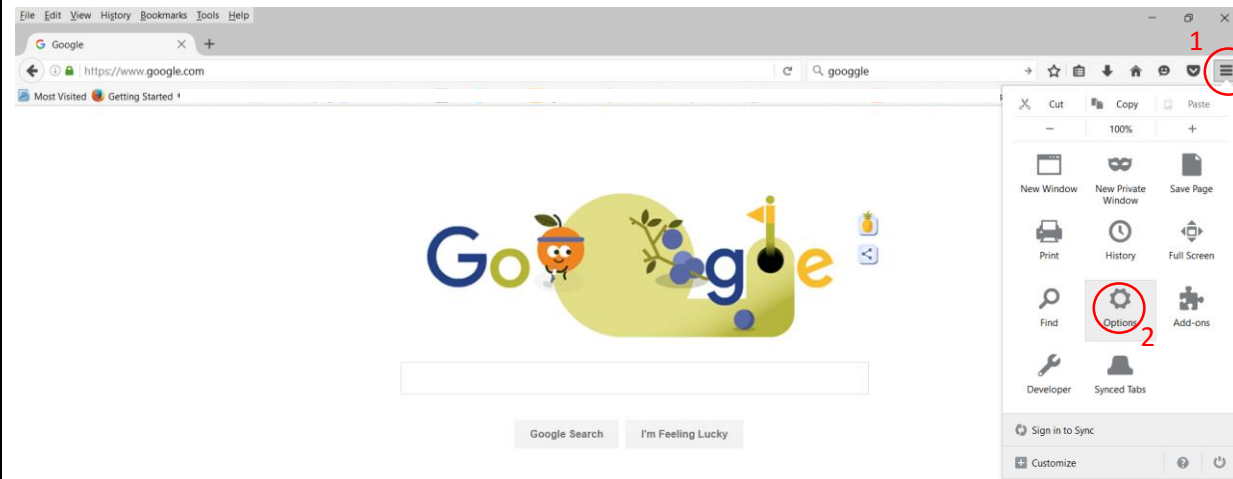 File Edit View History Bookmarks Tools Help
G Google
1
https://www.google.com
googgle
Most Visited Getting Started
Cut Copy Paste
100%
New Window New Private Window Save Page
Google
Print History Full Screen
Find Options Add-ons
2
Developer Synced Tabs
Google Search I'm Feeling Lucky
Sign in to Sync
Customize